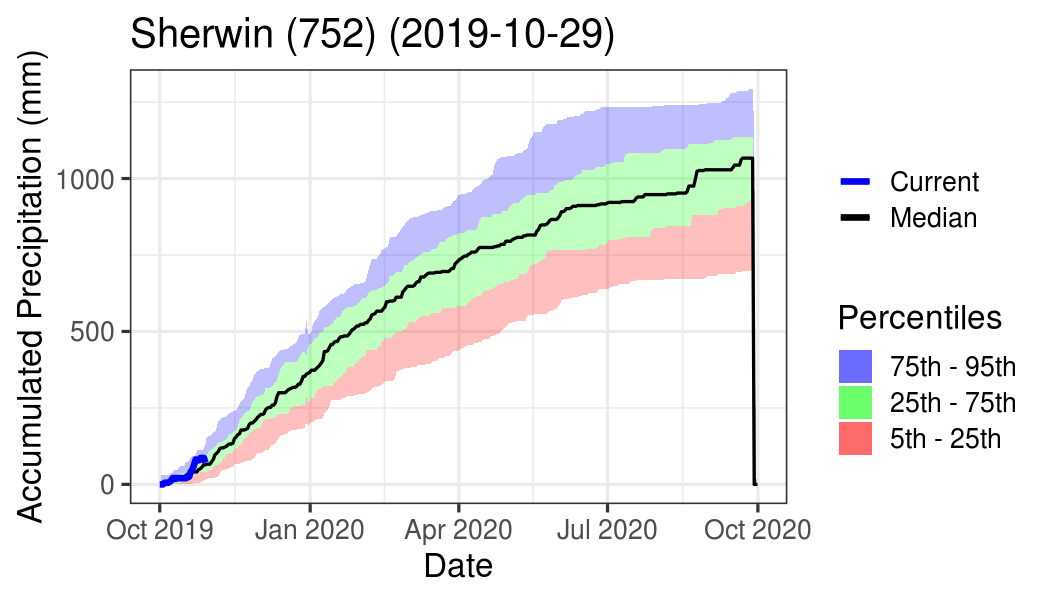 Sherwin (752) (2019-10-29)
Accumulated Precipitation (mm)
1000
500
0
Oct 2019 Jan 2020 Apr 2020 Jul 2020 Oct 2020
Date
Current
Median
Percentiles
75th - 95th
25th - 75th
5th - 25th